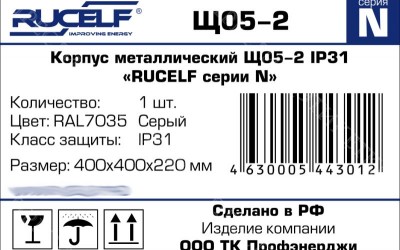 RUCELF
IMPROVING ENERGY
Щ05-2
серия
N
Корпус металлический Щ05-2 IP31
«RUCELF серии N»
Количество: 1 шт.
Цвет: RAL7035 Серый
Класс защиты: IP31
Размер: 400x400x220 мм
4 630005 443012
Сделано в РФ
Изделие компании
ООО ТК Профэнерджи